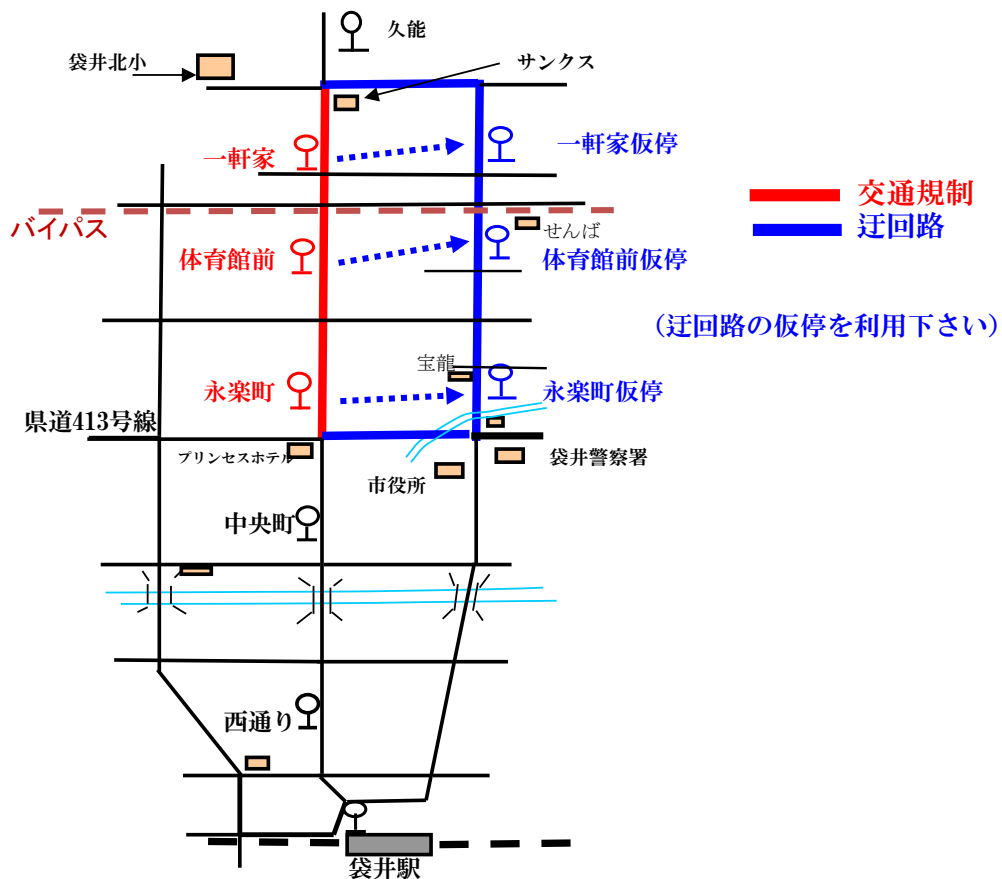 久能
袋井北小
サンクス
一軒家
一軒家仮停
交通規制
バイパス
せんば
迂回路
体育館前
体育館前仮停
(迂回路の仮停を利用下さい)
宝龍
永楽町
永楽町仮停
県道413号線
プリンセスホテル
袋井警察署
市役所
中央町
西通り
袋井駅